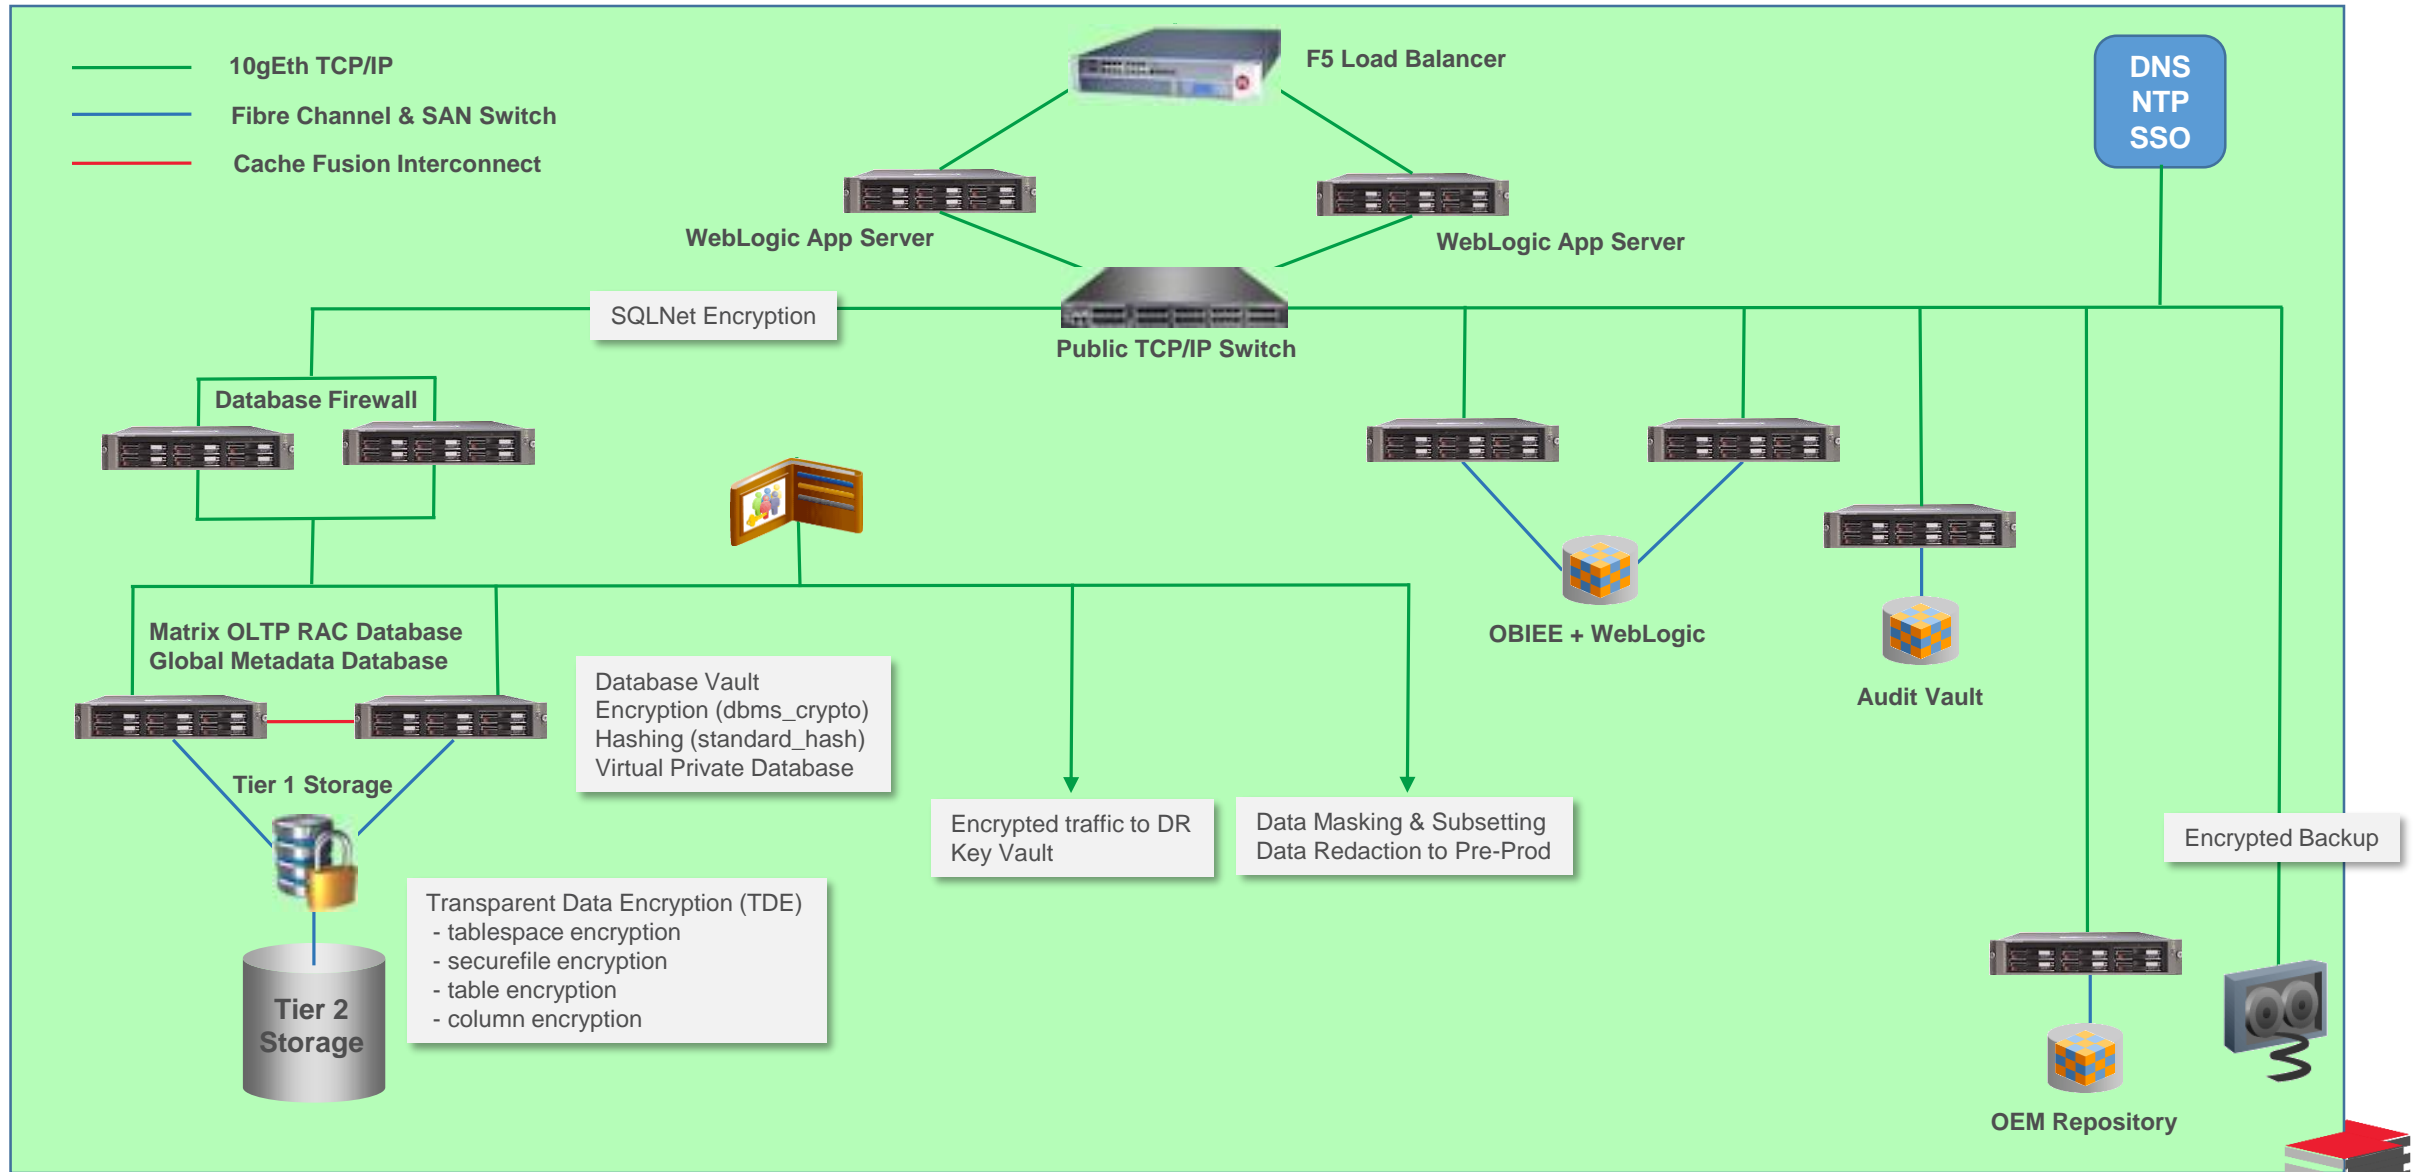 10gEth TCP/IP
Fibre Channel & SAN Switch
Cache Fusion Interconnect
F5 Load Balancer
DNS
NTP
SSO
WebLogic App Server
WebLogic App Server
SQLNet Encryption
Public TCP/IP Switch
Database Firewall
Matrix OLTP RAC Database
Global Metadata Database
OBIEE + WebLogic
Audit Vault
Database Vault
Encryption (dbms_crypto)
Hashing (standard_hash)
Virtual Private Database
Tier 1 Storage
Encrypted traffic to DR
Key Vault
Data Masking & Subsetting
Data Redaction to Pre-Prod
Encrypted Backup
Transparent Data Encryption (TDE)
- tablespace encryption
- securefile encryption
- table encryption
- column encryption
Tier 2
Storage
OEM Repository